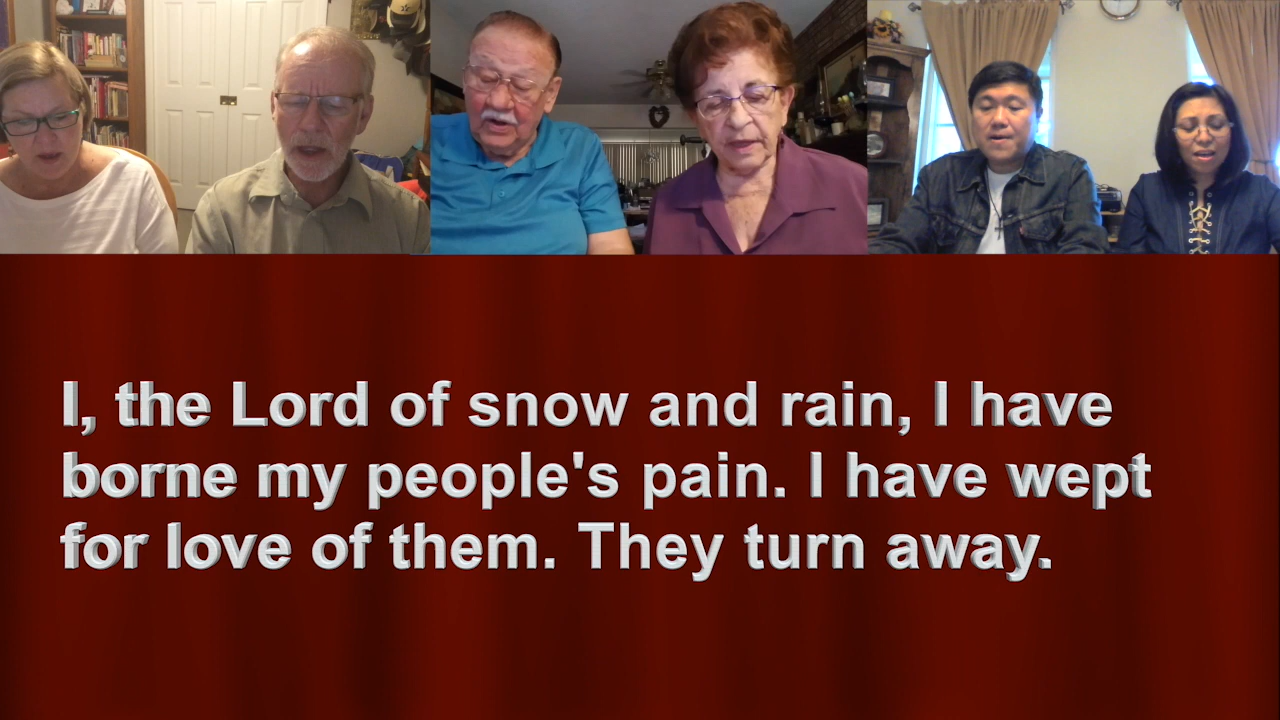 I, the Lord of snow and rain, I have
borne my people's pain. I have wept
for love of them. They turn away.